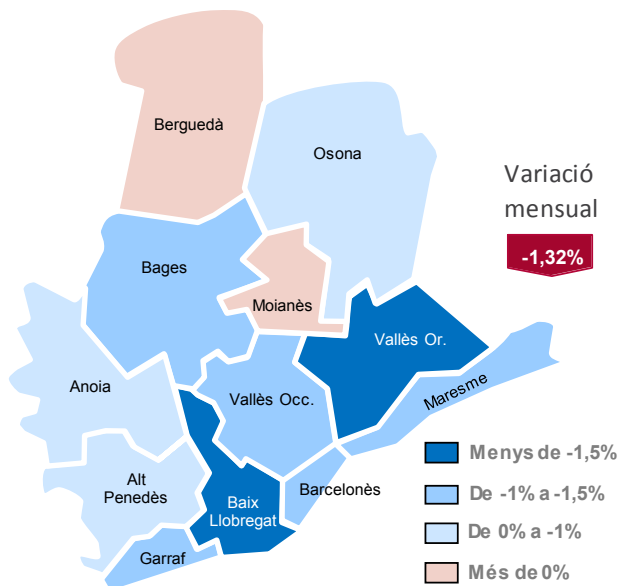 Berguedà
Osona
Variació
mensual
-1,32%
Bages
Moianès
Vallès Or.
Anoia
Vallès Occ.
Maresme
Alt
Penedès
Baix
Llobregat
Barcelonès
Garraf
Menys de -1,5%
De -1% a -1,5%
De 0% a -1%
Més de 0%